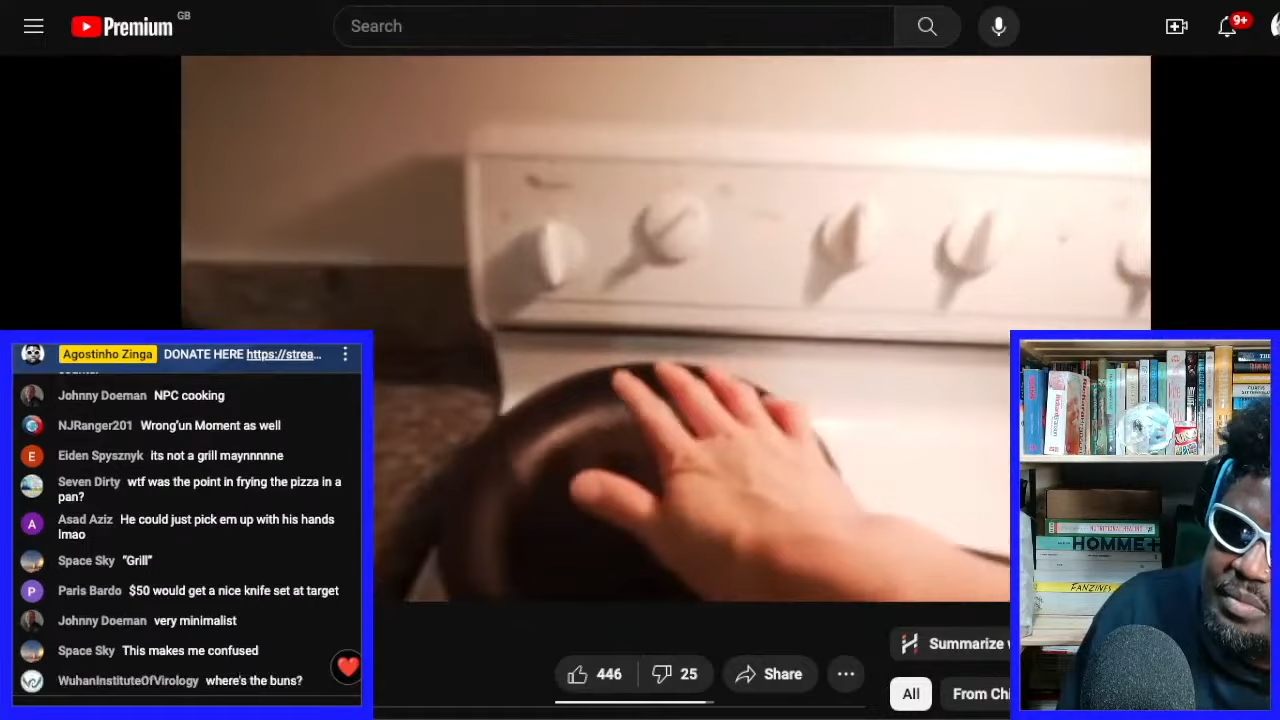 Premium GB
Search
9+
Agostinho Zinga DONATE HERE https://strea...
Johnny Doeman NPC cooking
NJRanger201 Wrong'un Moment as well
Eiden Spysznyk its not a grill maynnnnne
Seven Dirty wtf was the point in frying the pizza in a
pan?
Asad Aziz He could just pick em up with his hands
lmao
Space Sky “Grill”
Paris Bardo $50 would get a nice knife set at target
Johnny Doeman very minimalist
Space Sky This makes me confused
WuhanInstituteOfVirology where's the buns?
E
A
P
446
25
Share
Summarize
All
From Chi
NUTRITIONAL HEALING
HOMME+
FANZINES